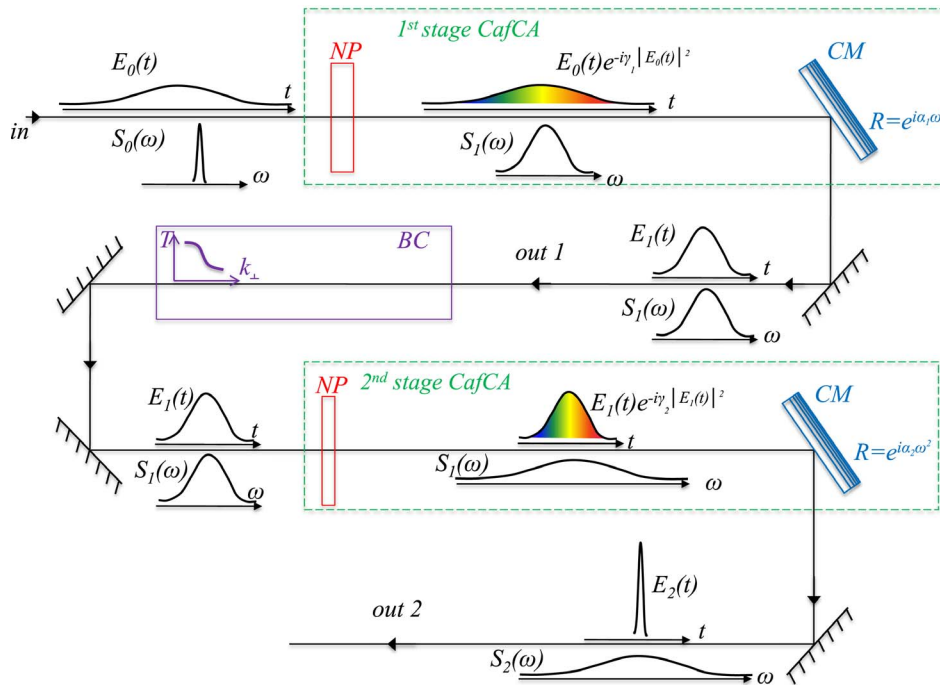 1st stage CafCA
NP
CM
E0(t)
E0(t)e-iγ1|E0(t)|2
t
t
in
R=eiα1ω
S0(ω)
S1(ω)
ω
ω
T
k⊥
BC
out 1
E1(t)
t
S1(ω)
ω
2nd stage CafCA
NP
CM
E1(t)
E1(t)e-iγ2|E1(t)|2
t
t
R=eiα2ω2
S1(ω)
S1(ω)
ω
ω
out 2
E2(t)
t
S2(ω)
ω